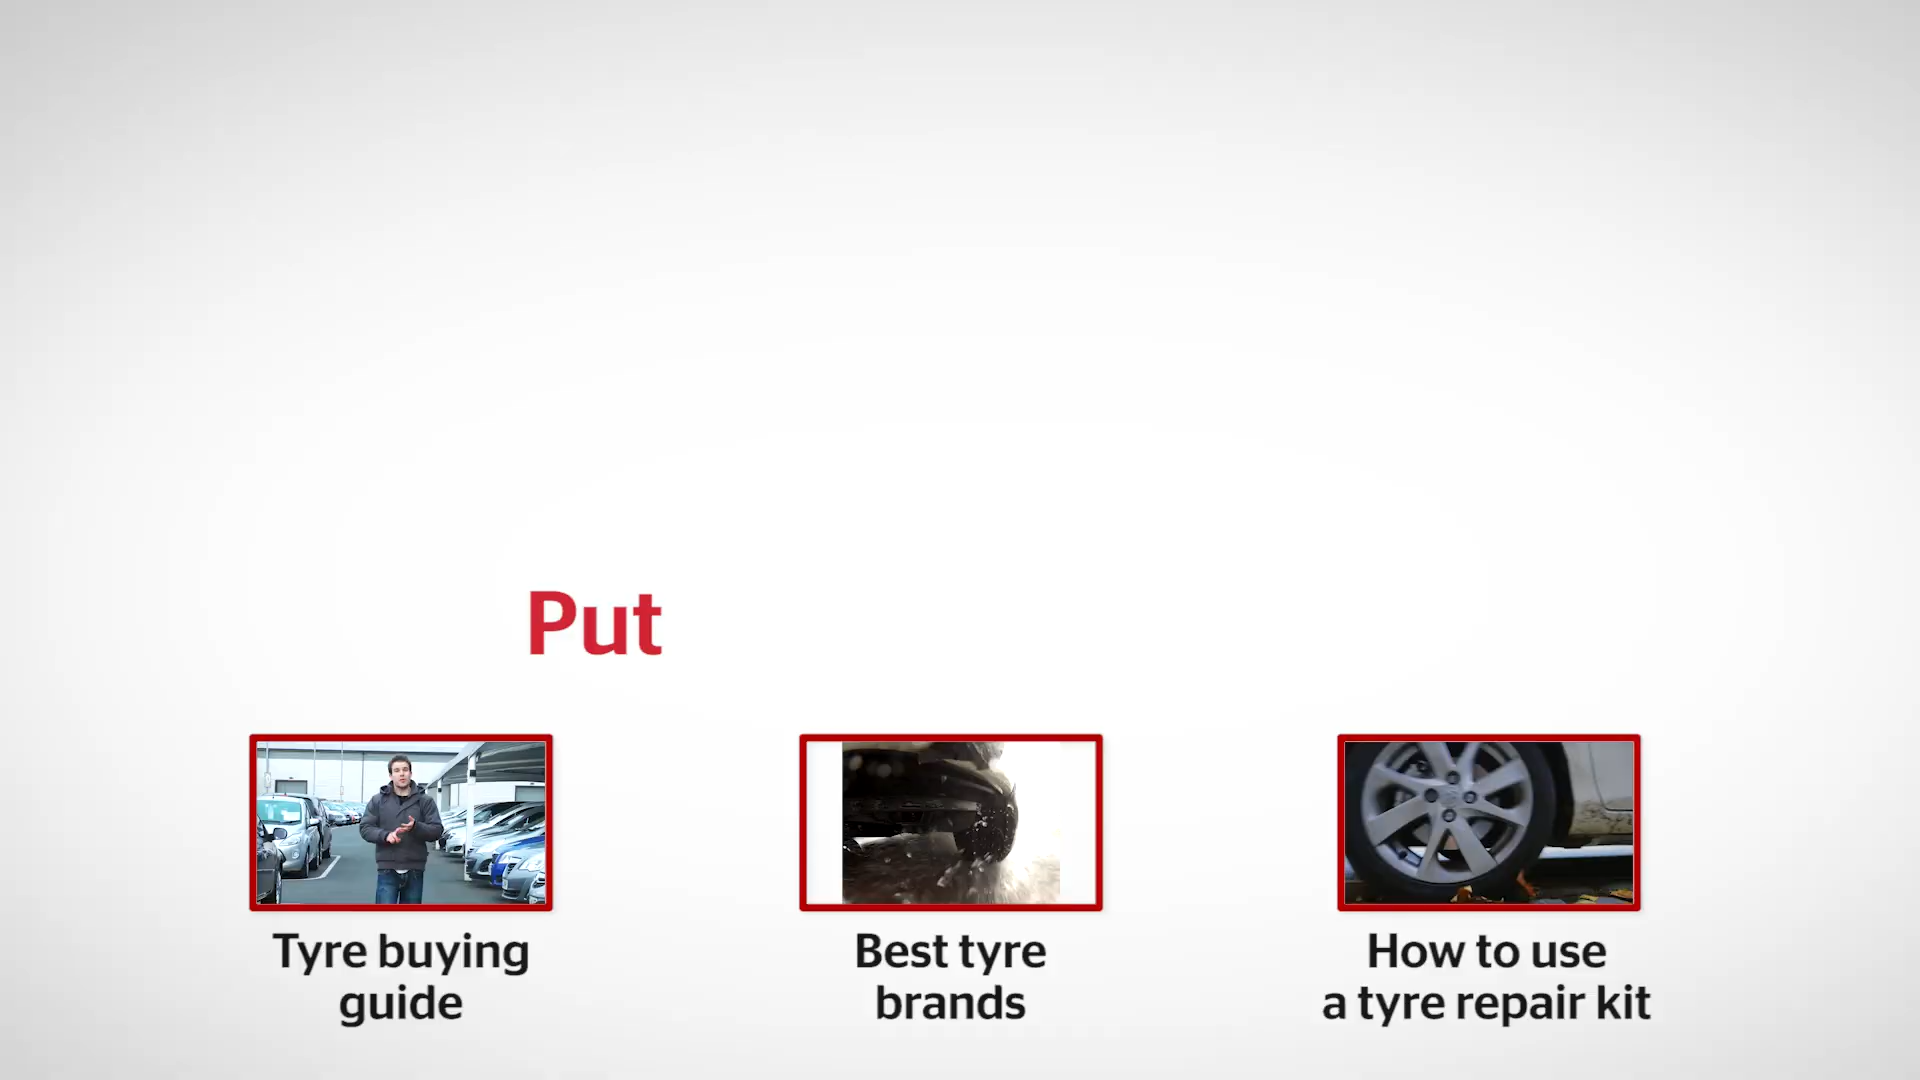 Put
Tyre buying
guide
Best tyre
brands
How to use
a tyre repair kit